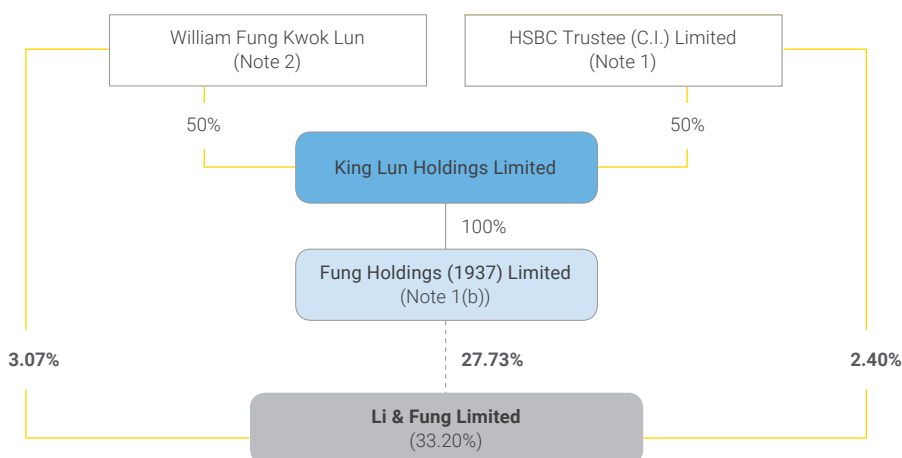 William Fung Kwok Lun
(Note 2)
HSBC Trustee (C.I.) Limited
(Note 1)
50%
50%
King Lun Holdings Limited
100%
Fung Holdings (1937) Limited
(Note 1(b))
3.07%
27.73%
2.40%
Li & Fung Limited
(33.20%)